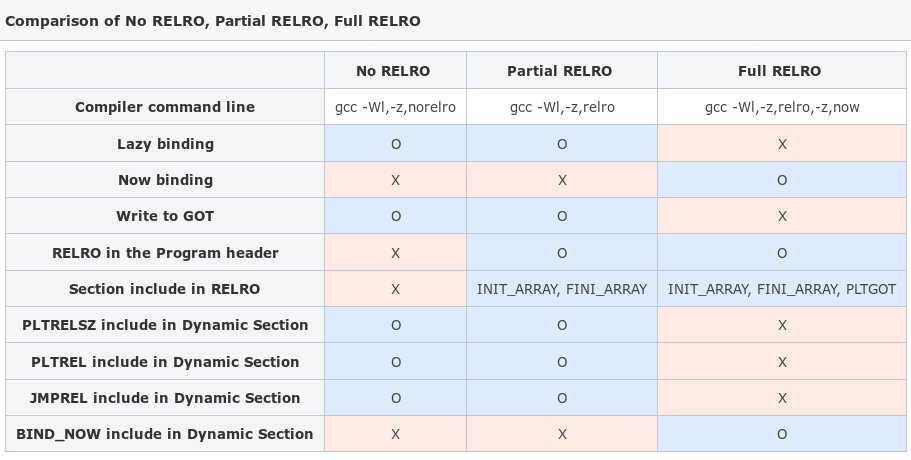 Comparison of No RELRO, Partial RELRO, Full RELRO
No RELRO Partial RELRO Full RELRO
Compiler command line gcc -Wl,-z,norelro gcc -Wl,-z,relro gcc -Wl,-z,relro,-z,now
Lazy binding O O X
Now binding X X O
Write to GOT O O X
RELRO in the Program header X O O
Section include in RELRO X INIT_ARRAY, FINI_ARRAY INIT_ARRAY, FINI_ARRAY, PLTGOT
PLTRELSZ include in Dynamic Section O O X
PLTREL include in Dynamic Section O O X
JMPREL include in Dynamic Section O O X
BIND_NOW include in Dynamic Section X X O